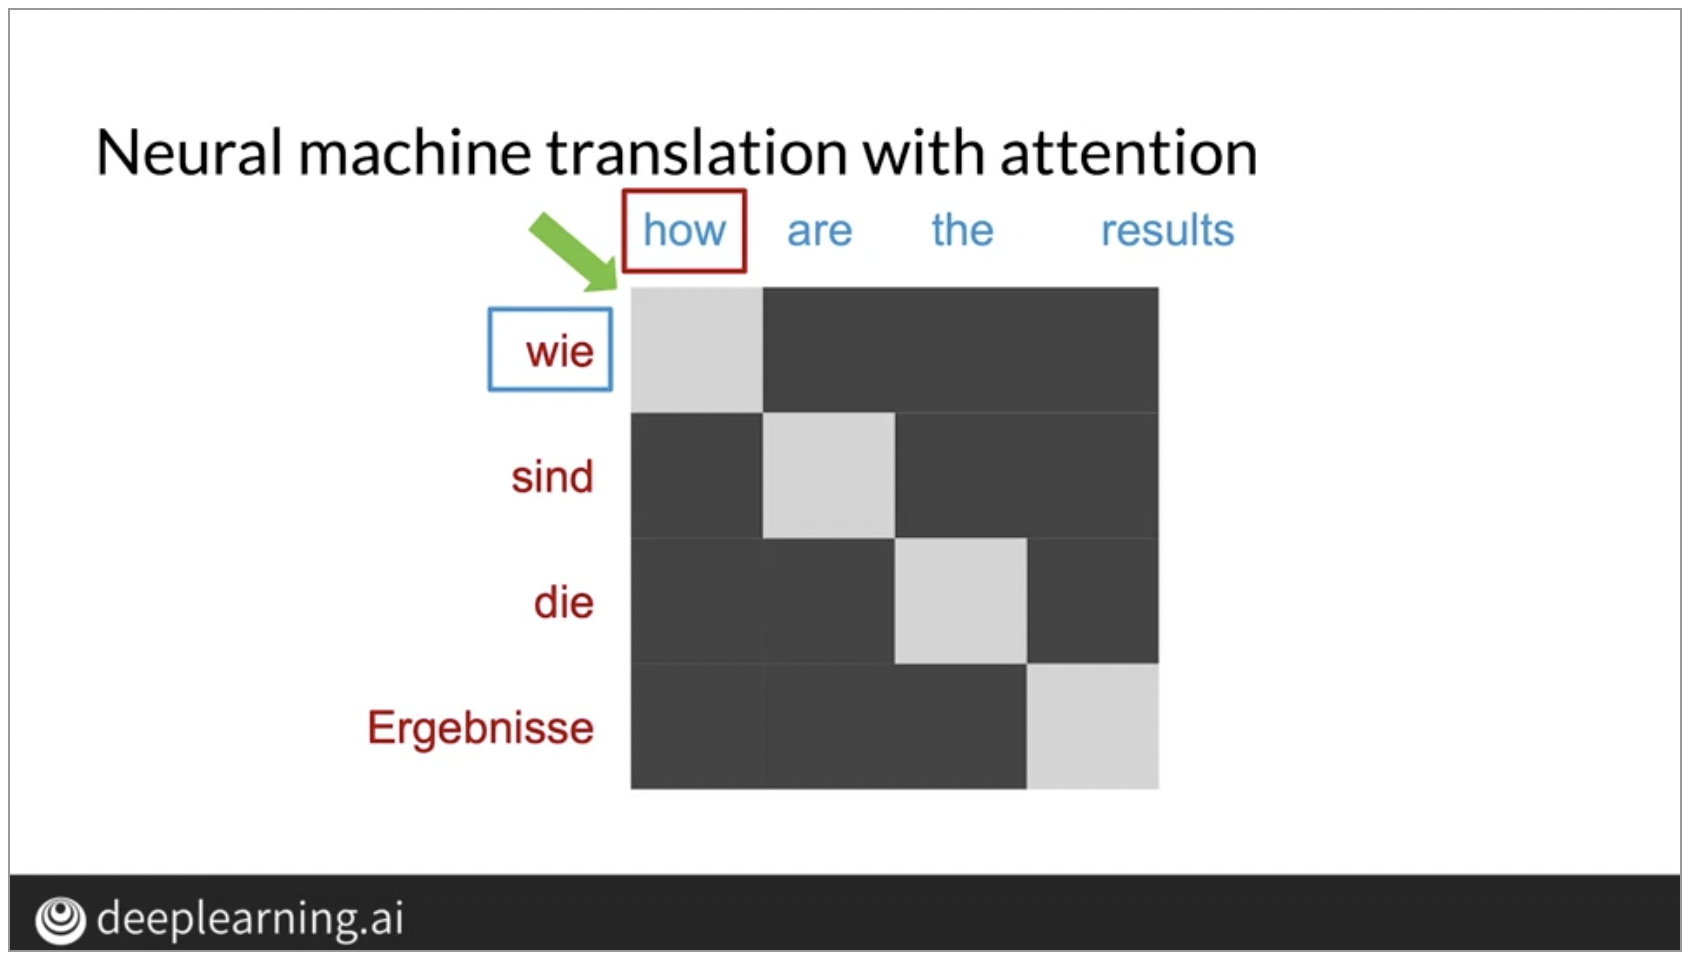 Neural machine translation with attention
how are the results
wie
sind
die
Ergebnisse
deeplearning.ai